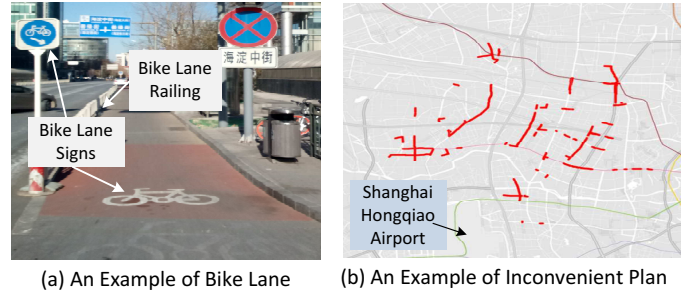 Bike Lane
Railing
Bike Lane
Signs
海淀中街
(a) An Example of Bike Lane
Shanghai
Hongqiao
Airport
(b) An Example of Inconvenient Plan